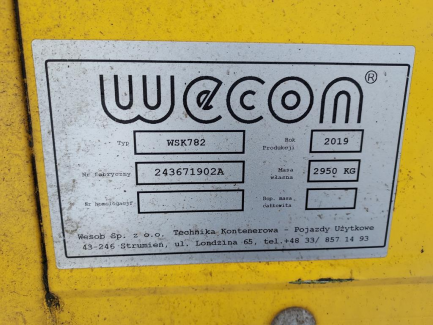 wecon®
Typ WSK782 Rok Produkcji 2019
Nr fabryczny 243671902A Masa własna 2950 KG
Nr homologacji Dop. masa całkowita
Wesob Sp. z o.o. Technika Kontenerowa - Pojazdy Użytkowe
43-246 Strumień, ul. Londzina 65, tel.+48 33/ 857 14 93